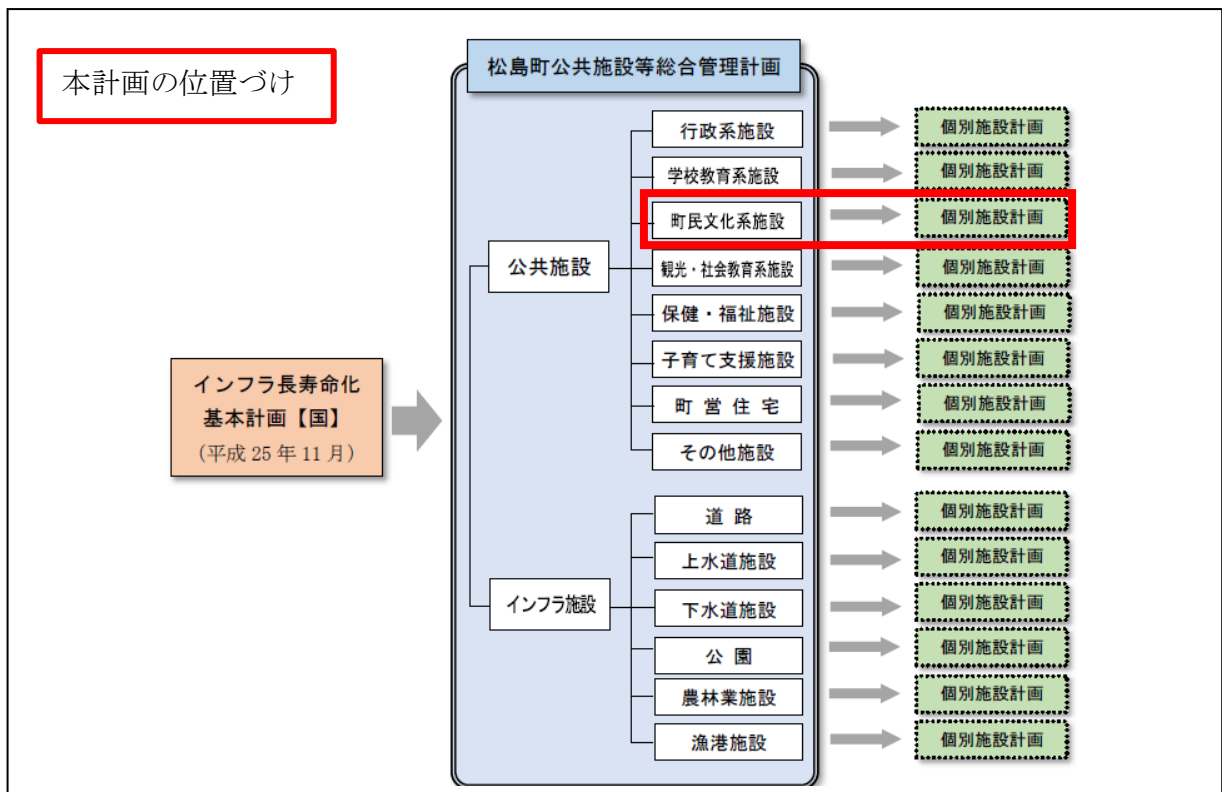 本計画の位置づけ
松島町公共施設等総合管理計画
インフラ長寿命化
基本計画【国】
(平成 25 年 11 月)
公共施設
行政系施設
個別施設計画
学校教育系施設
個別施設計画
町民文化系施設
個別施設計画
観光・社会教育系施設
個別施設計画
保健・福祉施設
個別施設計画
子育て支援施設
個別施設計画
町 営 住 宅
個別施設計画
その他施設
個別施設計画
インフラ施設
道 路
個別施設計画
上水道施設
個別施設計画
下水道施設
個別施設計画
公 園
個別施設計画
農林業施設
個別施設計画
漁港施設
個別施設計画